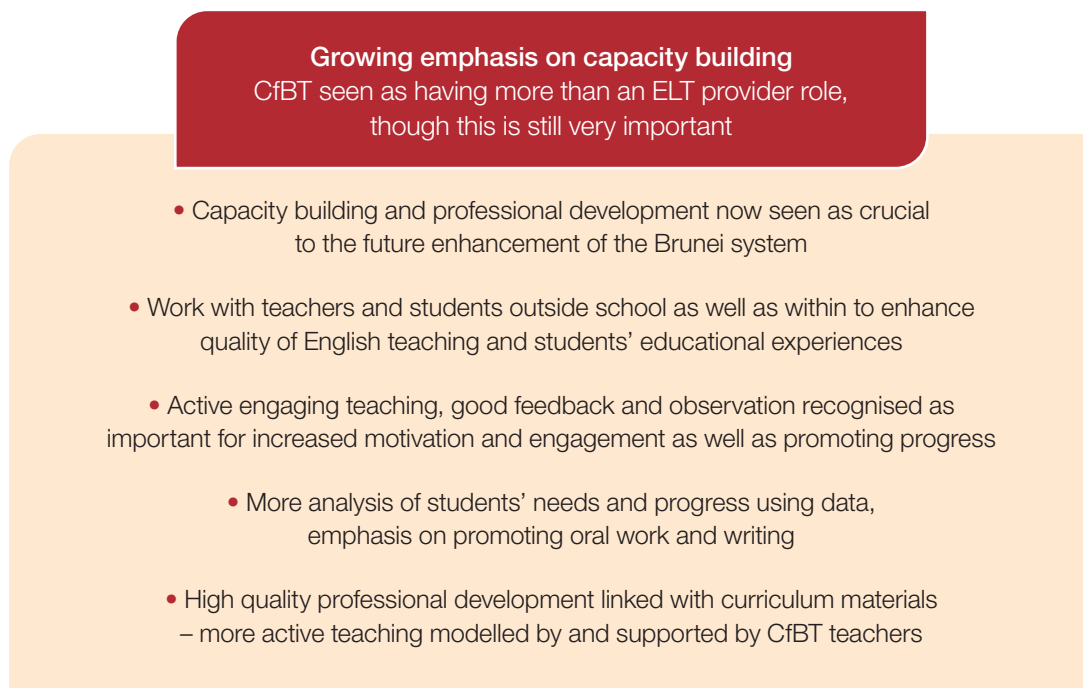 Growing emphasis on capacity building
CfBT seen as having more than an ELT provider role,
though this is still very important
• Capacity building and professional development now seen as crucial
to the future enhancement of the Brunei system
• Work with teachers and students outside school as well as within to enhance
quality of English teaching and students’ educational experiences
• Active engaging teaching, good feedback and observation recognised as
important for increased motivation and engagement as well as promoting progress
• More analysis of students’ needs and progress using data,
emphasis on promoting oral work and writing
• High quality professional development linked with curriculum materials
– more active teaching modelled by and supported by CfBT teachers